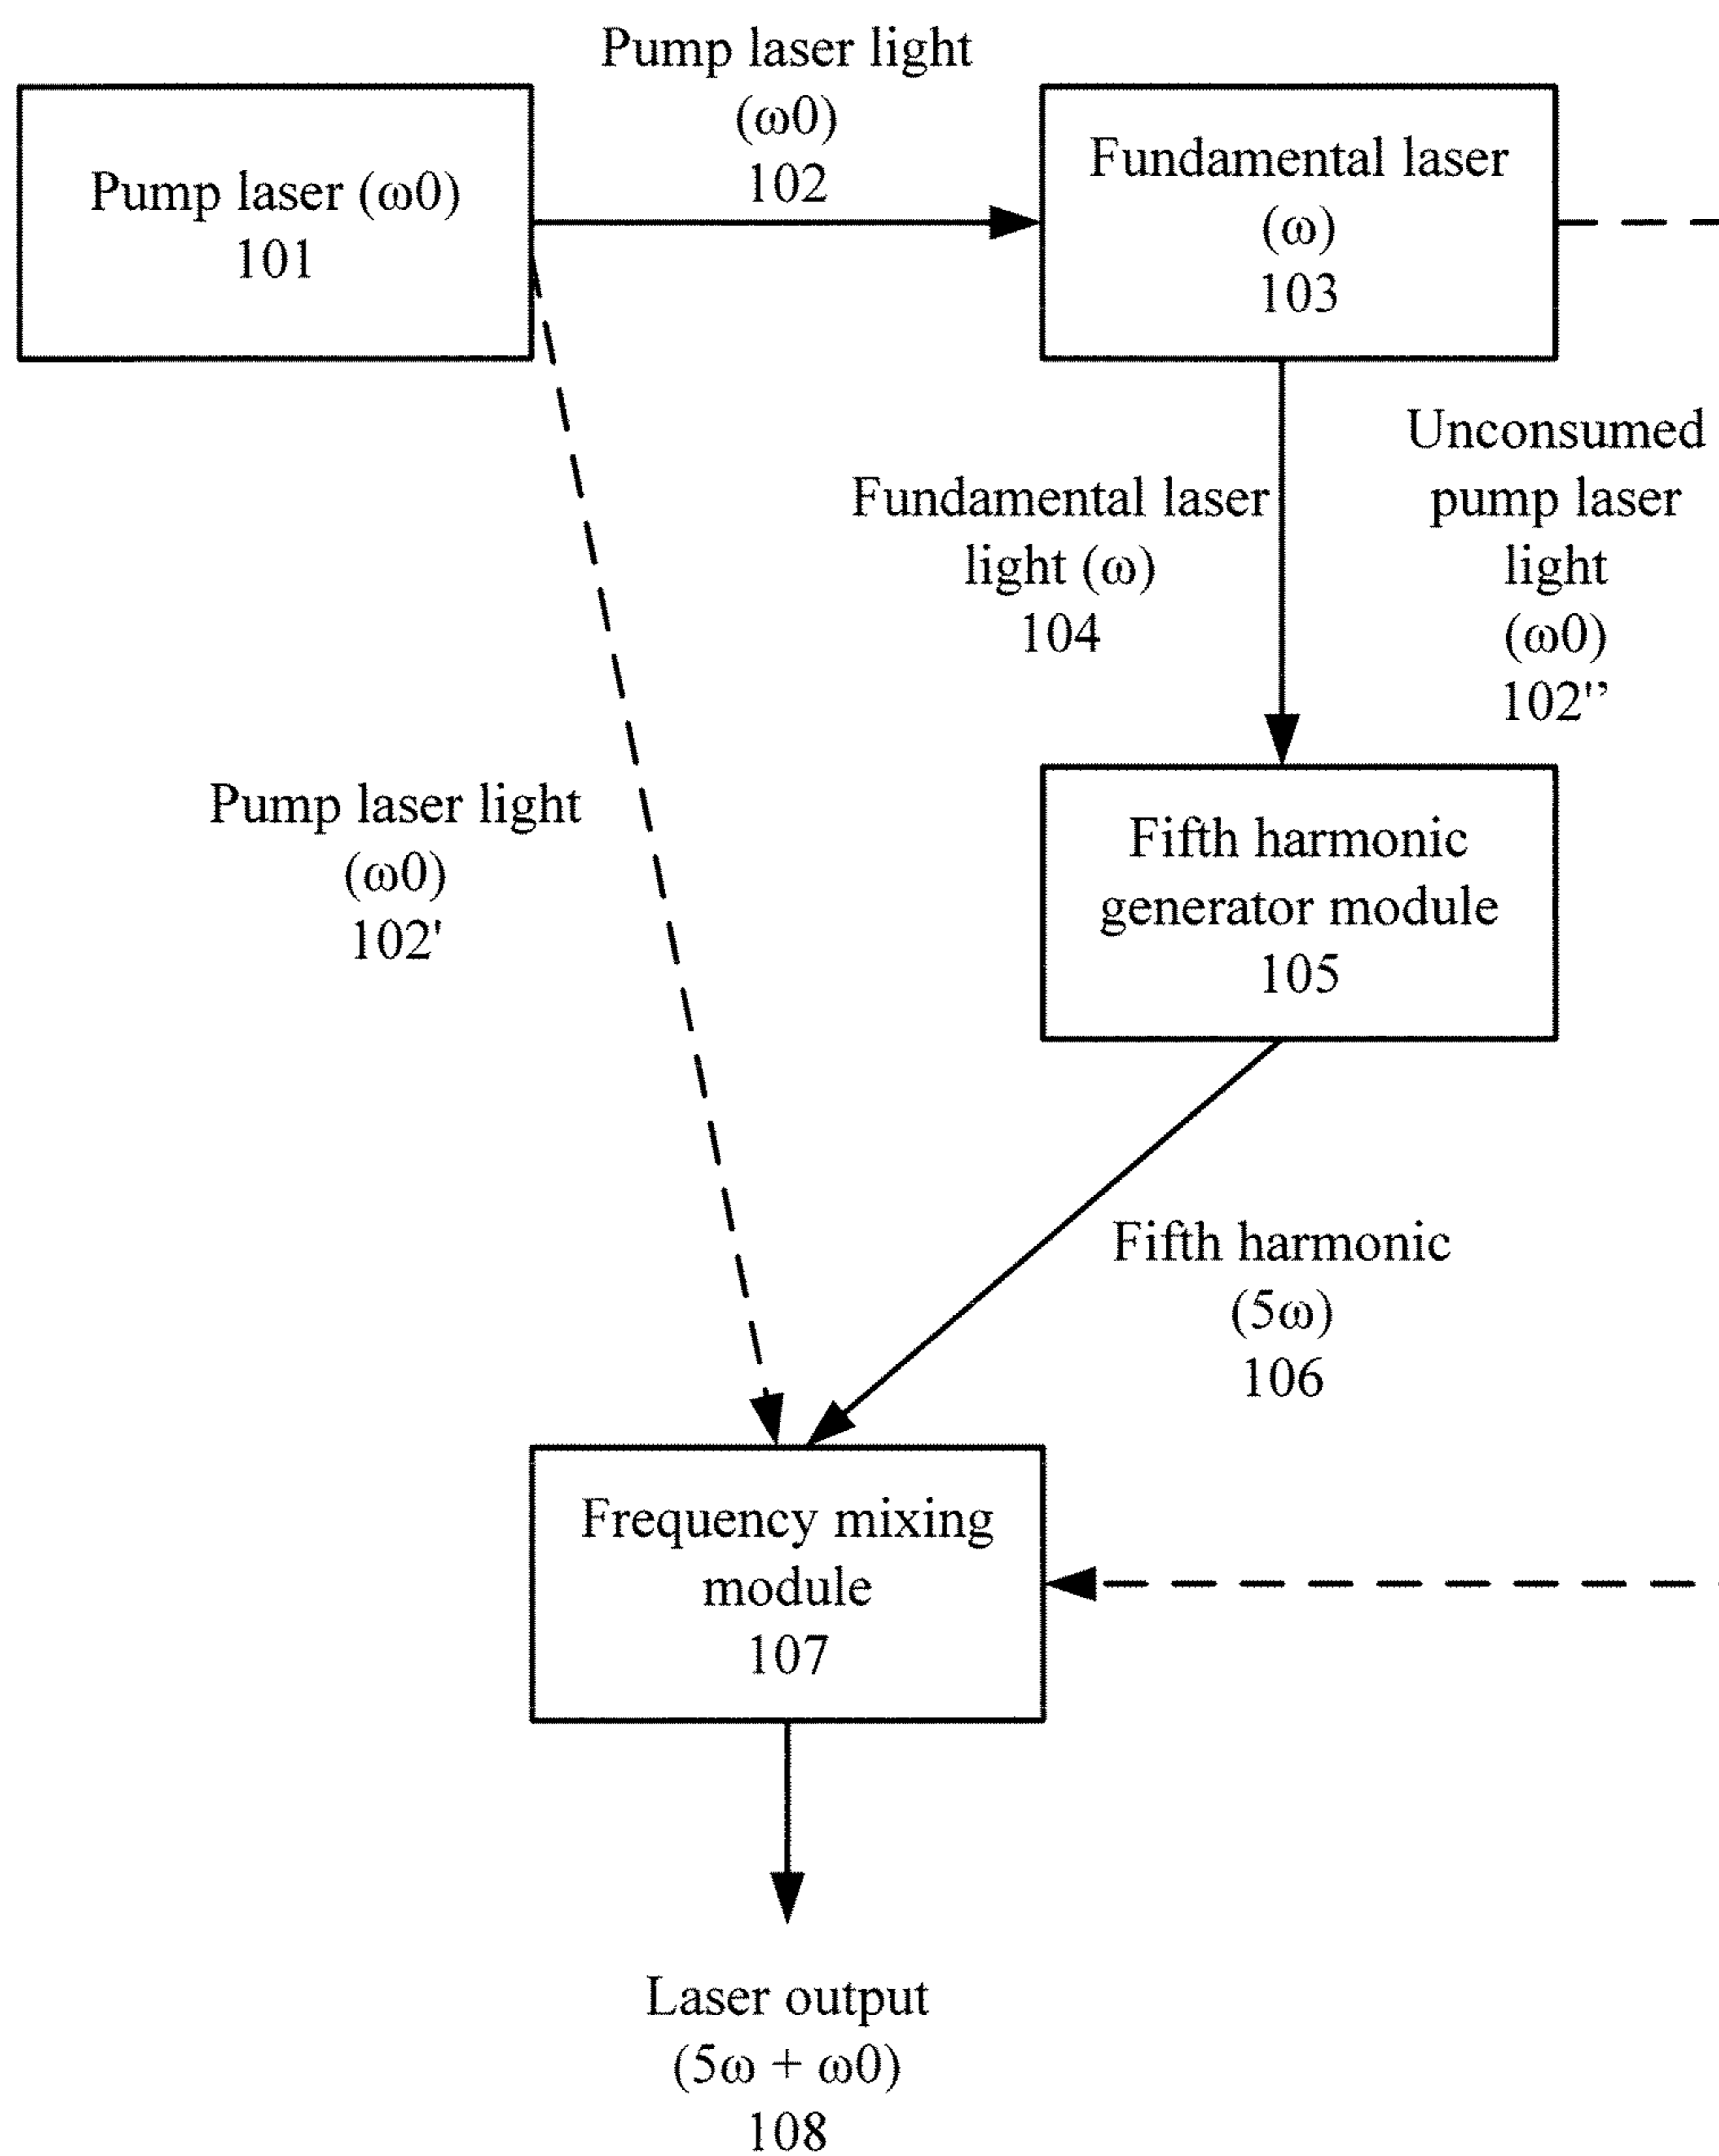 Pump laser light
(ω0)
102
Pump laser (ω0)
101
Fundamental laser
(ω)
103
Unconsumed
pump laser
light
(ω0)
102'’
Fundamental laser
light (ω)
104
Pump laser light
(ω0)
102'
Fifth harmonic
generator module
105
Fifth harmonic
(5ω)
106
Frequency mixing
module
107
Laser output
(5ω + ω0)
108